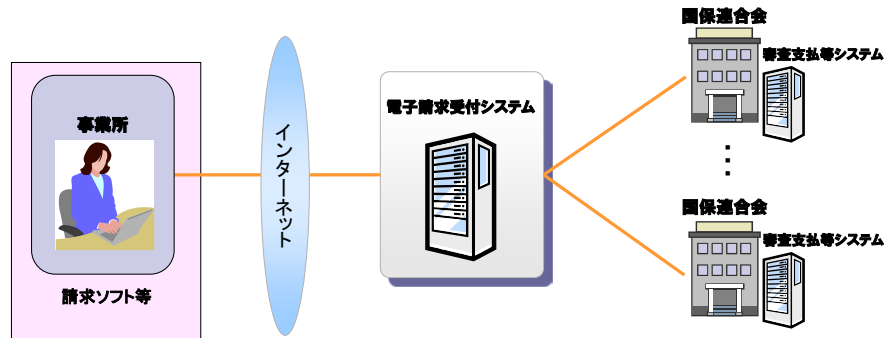 事業所
請求ソフト等
インターネット
電子請求受付システム
国保連合会
審査支払等システム
国保連合会
審査支払等システム